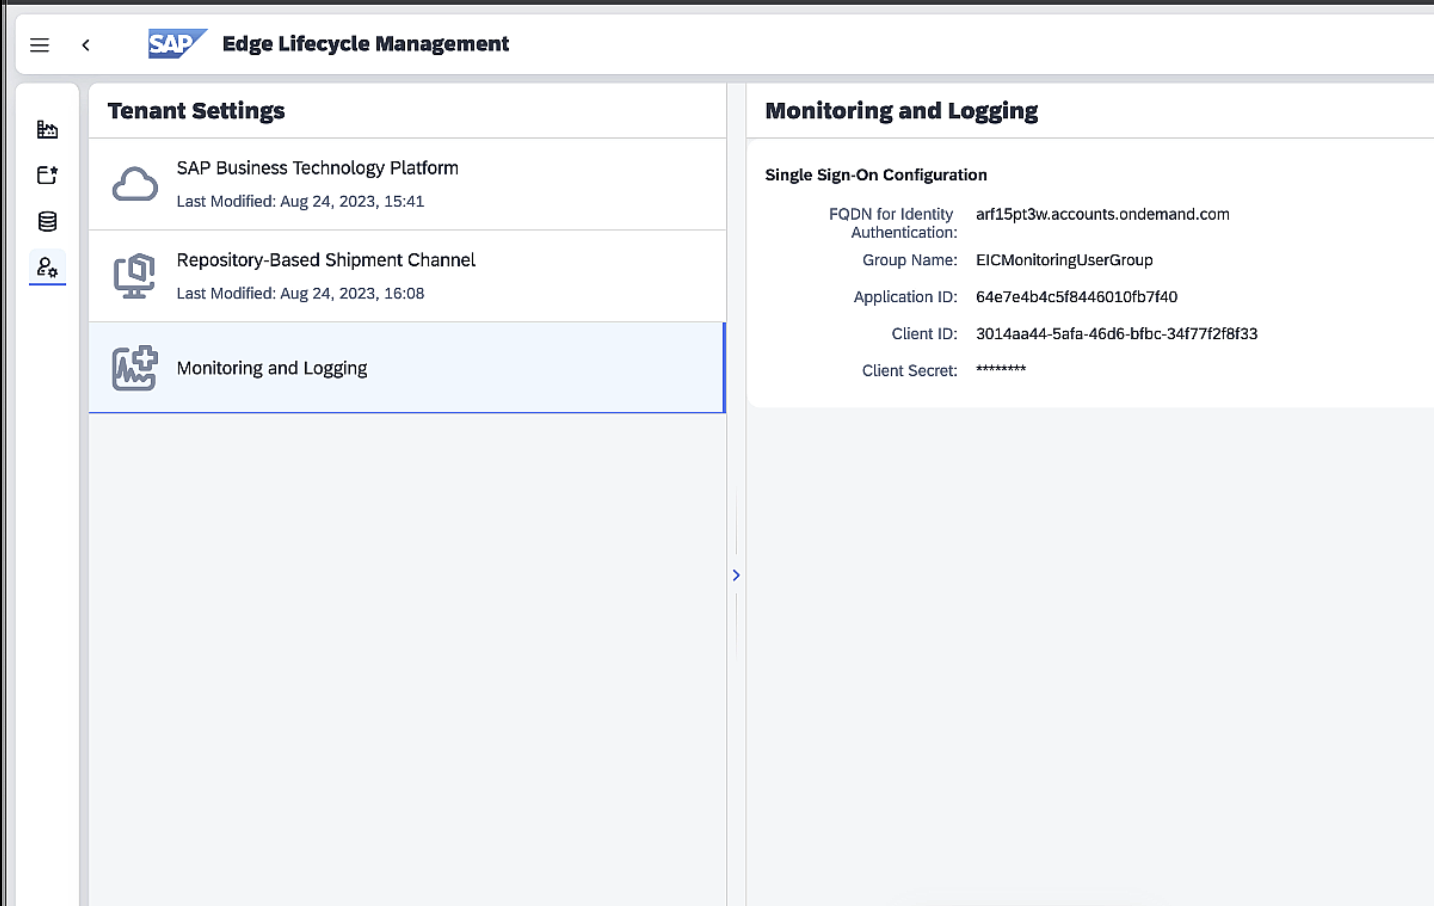 SAP Edge Lifecycle Management
Tenant Settings
SAP Business Technology Platform
Last Modified: Aug 24, 2023, 15:41
Repository-Based Shipment Channel
Last Modified: Aug 24, 2023, 16:08
Monitoring and Logging
Monitoring and Logging
Single Sign-On Configuration
FQDN for Identity
Authentication: arf15pt3w.accounts.ondemand.com
Group Name: EICMonitoringUserGroup
Application ID: 64e7e4b4c5f8446010fb7f40
Client ID: 3014aa44-5afa-46d6-bfbc-34f77f2f8f33
Client Secret: ********